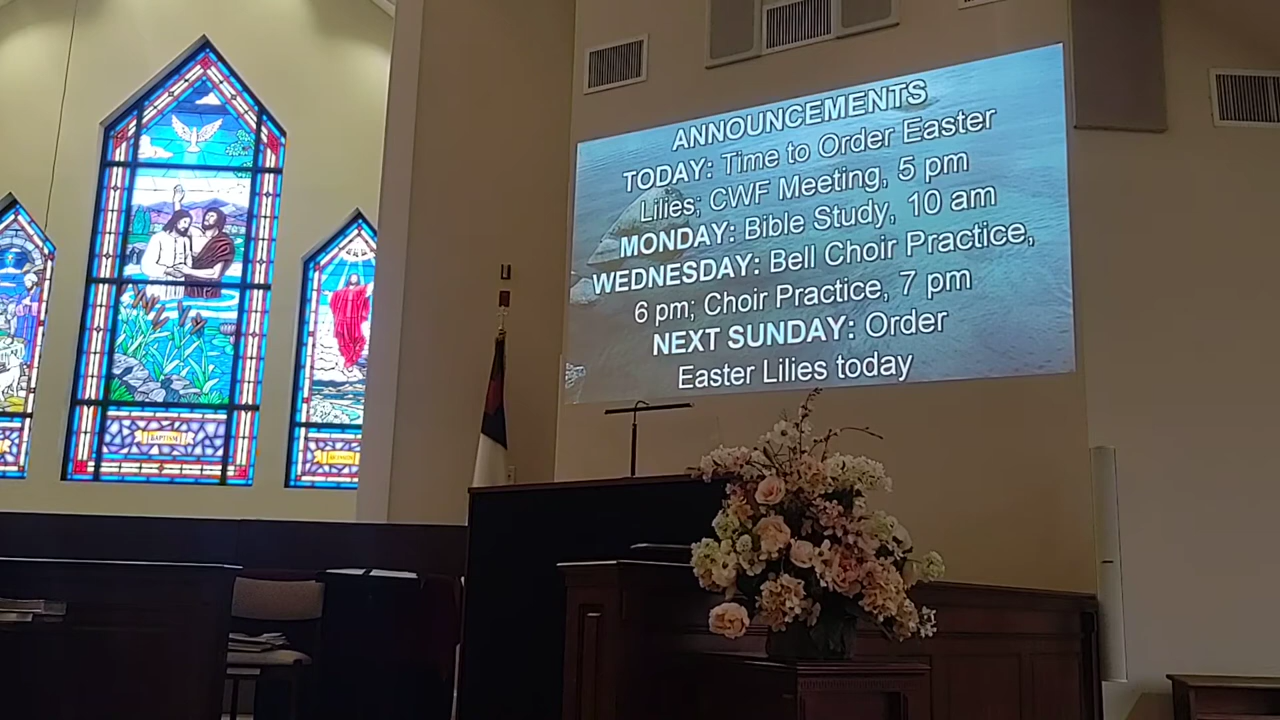 ANNOUNCEMENTS
TODAY: Time to Order Easter
Lilies; CWF Meeting, 5 pm
MONDAY: Bible Study, 10 am
WEDNESDAY: Bell Choir Practice,
6 pm; Choir Practice, 7 pm
NEXT SUNDAY: Order
Easter Lilies today
BAPTISM